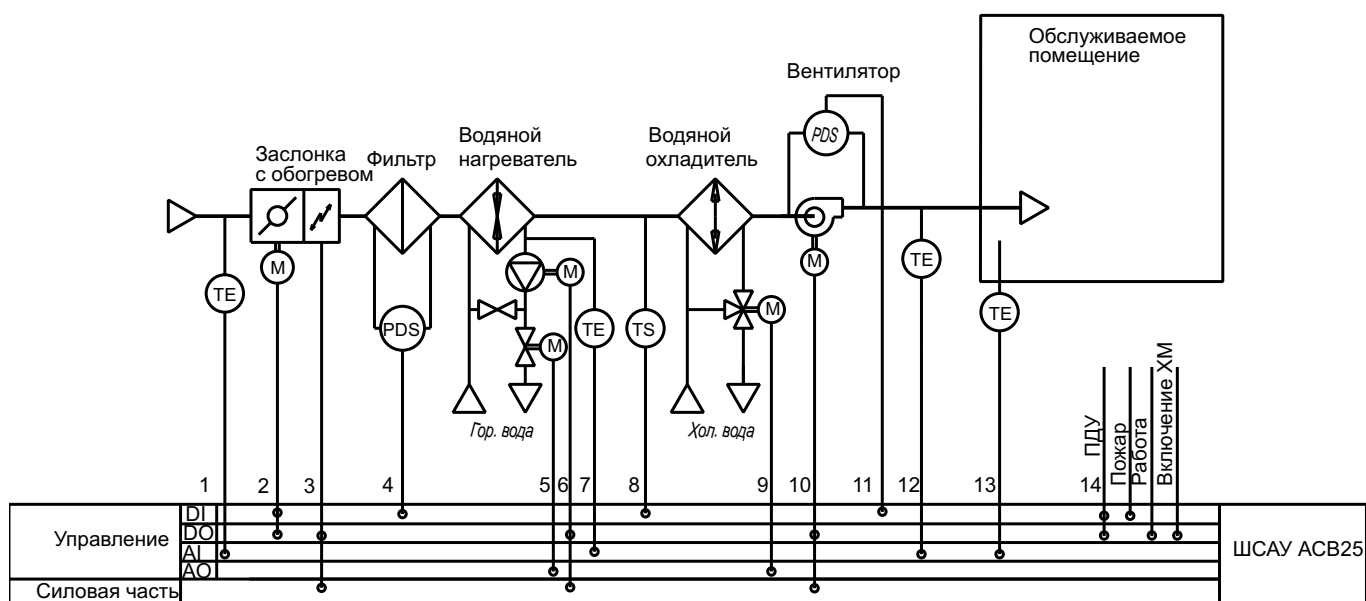 Обслуживаемое
помещение
Вентилятор
PDS
Заслонка
с обогревом
Фильтр
Водяной
нагреватель
Водяной
охладитель
M
TE
PDS
M
M
TE
TS
M
M
TE
TE
Гор. вода
Хол. вода
ПДУ
Пожар
Работа
Включение ХМ
1
2
3
4
5
6
7
8
9
10
11
12
13
14
Управление
DI
DO
AI
AO
Силовая часть
ШСАУ АСВ25